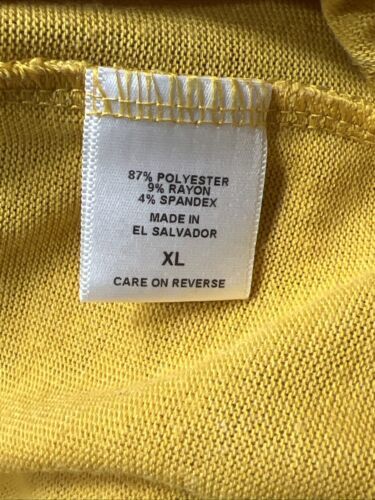 87% POLYESTER
9% RAYON
4% SPANDEX
MADE IN
EL SALVADOR
XL
CARE ON REVERSE